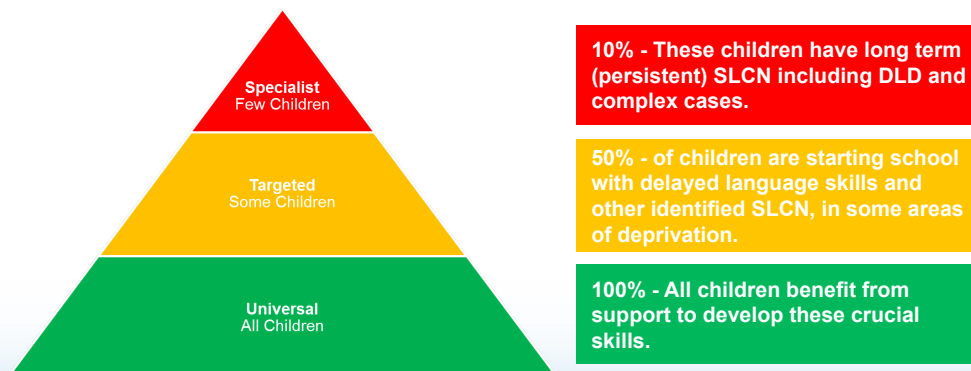 Specialist
Few Children
10% - These children have long term
(persistent) SLCN including DLD and
complex cases.
Targeted
Some Children
50% - of children are starting school
with delayed language skills and
other identified SLCN, in some areas
of deprivation.
Universal
All Children
100% - All children benefit from
support to develop these crucial
skills.